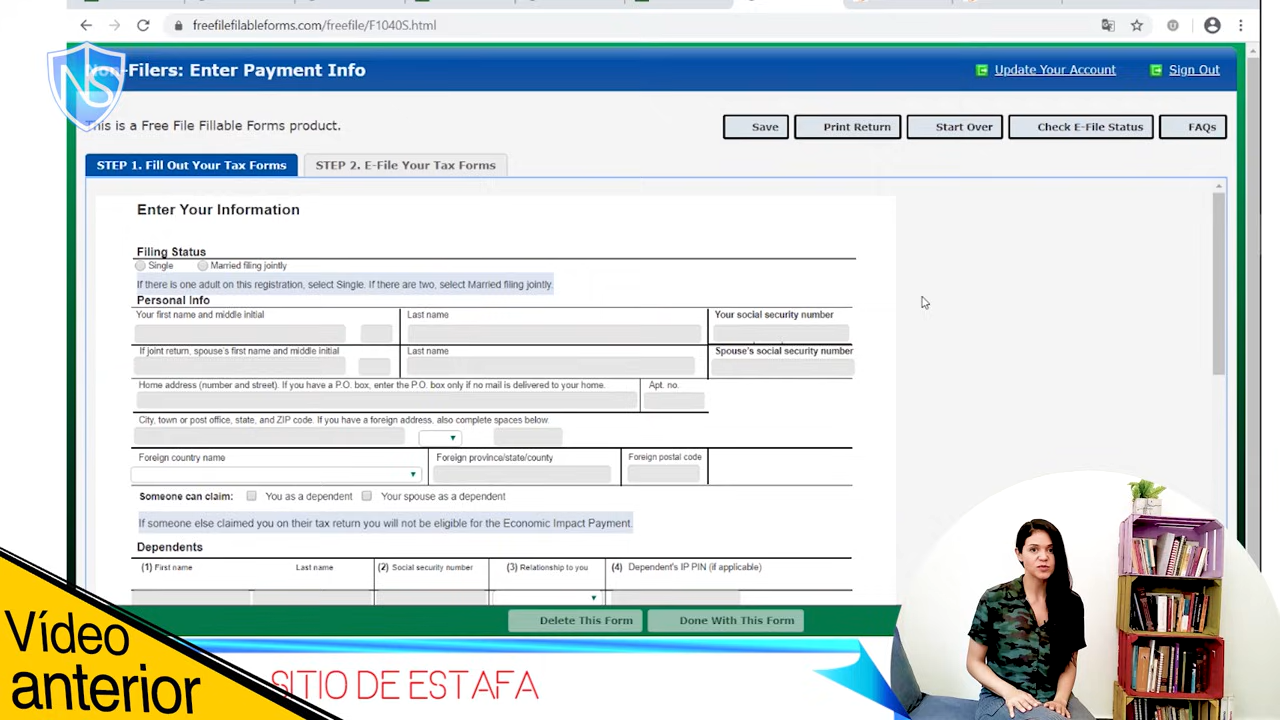 freefilefillableforms.com/freefile/F1040S.html
NS
-Filers: Enter Payment Info
Update Your Account
Sign Out
This is a Free File Fillable Forms product.
Save
Print Return
Start Over
Check E-File Status
FAQs
STEP 1. Fill Out Your Tax Forms
STEP 2. E-File Your Tax Forms
Enter Your Information
Filing Status
Single
Married filing jointly
If there is one adult on this registration, select Single. If there are two, select Married filing jointly.
Personal Info
Your first name and middle initial
Last name
Your social security number
If joint return, spouse's first name and middle initial
Last name
Spouse's social security number
Home address (number and street). If you have a P.O. box, enter the P.O. box only if no mail is delivered to your home.
Apt. no.
City, town or post office, state, and ZIP code. If you have a foreign address, also complete spaces below.
Foreign country name
Foreign province/state/county
Foreign postal code
Someone can claim:
You as a dependent
Your spouse as a dependent
If someone else claimed you on their tax return you will not be eligible for the Economic Impact Payment.
Dependents
(1) First name
Last name
(2) Social security number
(3) Relationship to you
(4) Dependent's IP PIN (if applicable)
Delete This Form
Done With This Form
Vídeo
anterior
SITIO DE ESTAFA